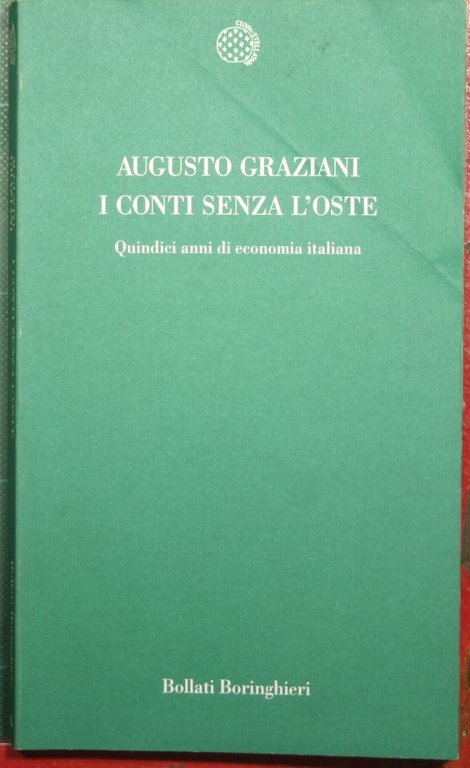 AUGUSTO GRAZIANI
I CONTI SENZA L'OSTE
Quindici anni di economia italiana
Bollati Boringhieri